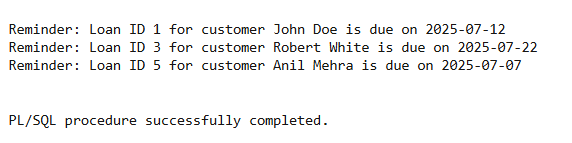 Reminder: Loan ID 1 for customer John Doe is due on 2025-07-12
Reminder: Loan ID 3 for customer Robert White is due on 2025-07-22
Reminder: Loan ID 5 for customer Anil Mehra is due on 2025-07-07
PL/SQL procedure successfully completed.